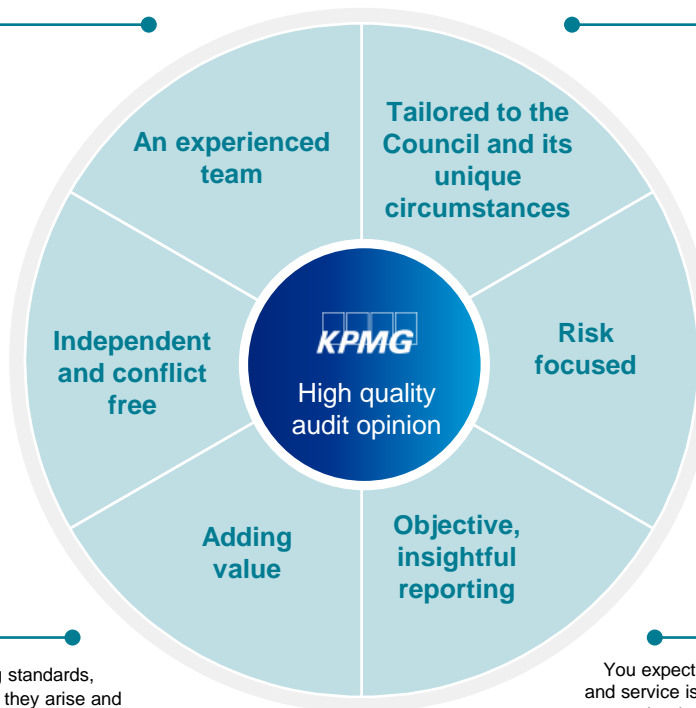 An experienced
team
Tailored to the
Council and its
unique
circumstances
Independent
and conflict
free
KPMG
High quality
audit opinion
Risk
focused
Adding
value
Objective,
insightful
reporting
standards,
they arise and
You expect
and service is